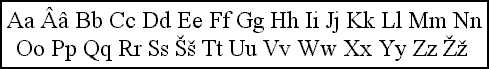 Aa Ââ Bb Cc Dd Ee Ff Gg Hh Ii Jj Kk Ll Mm Nn
Oo Pp Qq Rr Ss Šš Tt Uu Vv Ww Xx Yy Zz Žž